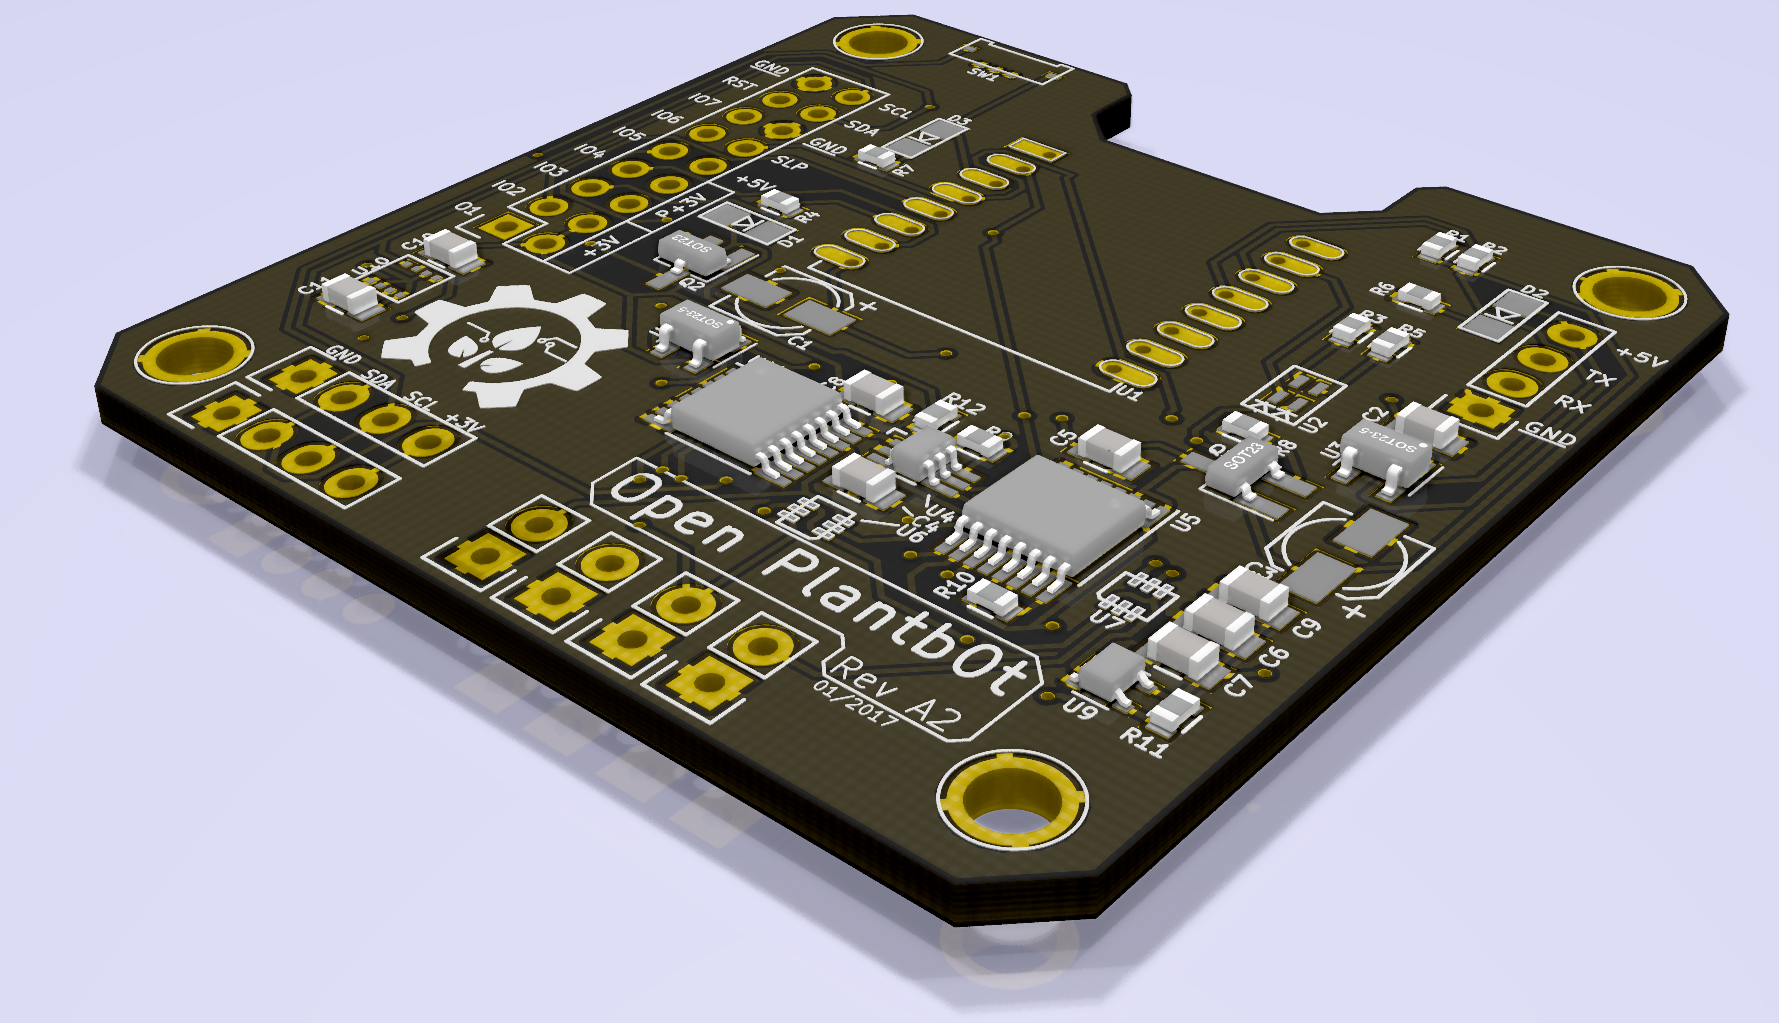 SW1
GND
RST
IO7
IO6
IO5
IO4
IO3
IO2
SCL
SDA
GND
SLP
+5V
P+3V
+3V
D3
R7
R4
D1
SOT23
Q2
SOT23-5
C1
+
U1
R1
R2
R6
D2
R3
R5
+5V
TX
RX
GND
U2
C2
U3
SOT23-5
SOT23
R8
GND
SDA
SCL
+3V
R12
C5
U4
C4
U6
U5
R10
U7
C9
+
C6
C7
U9
R11
Open Plantb0t
Rev A2
01/2017